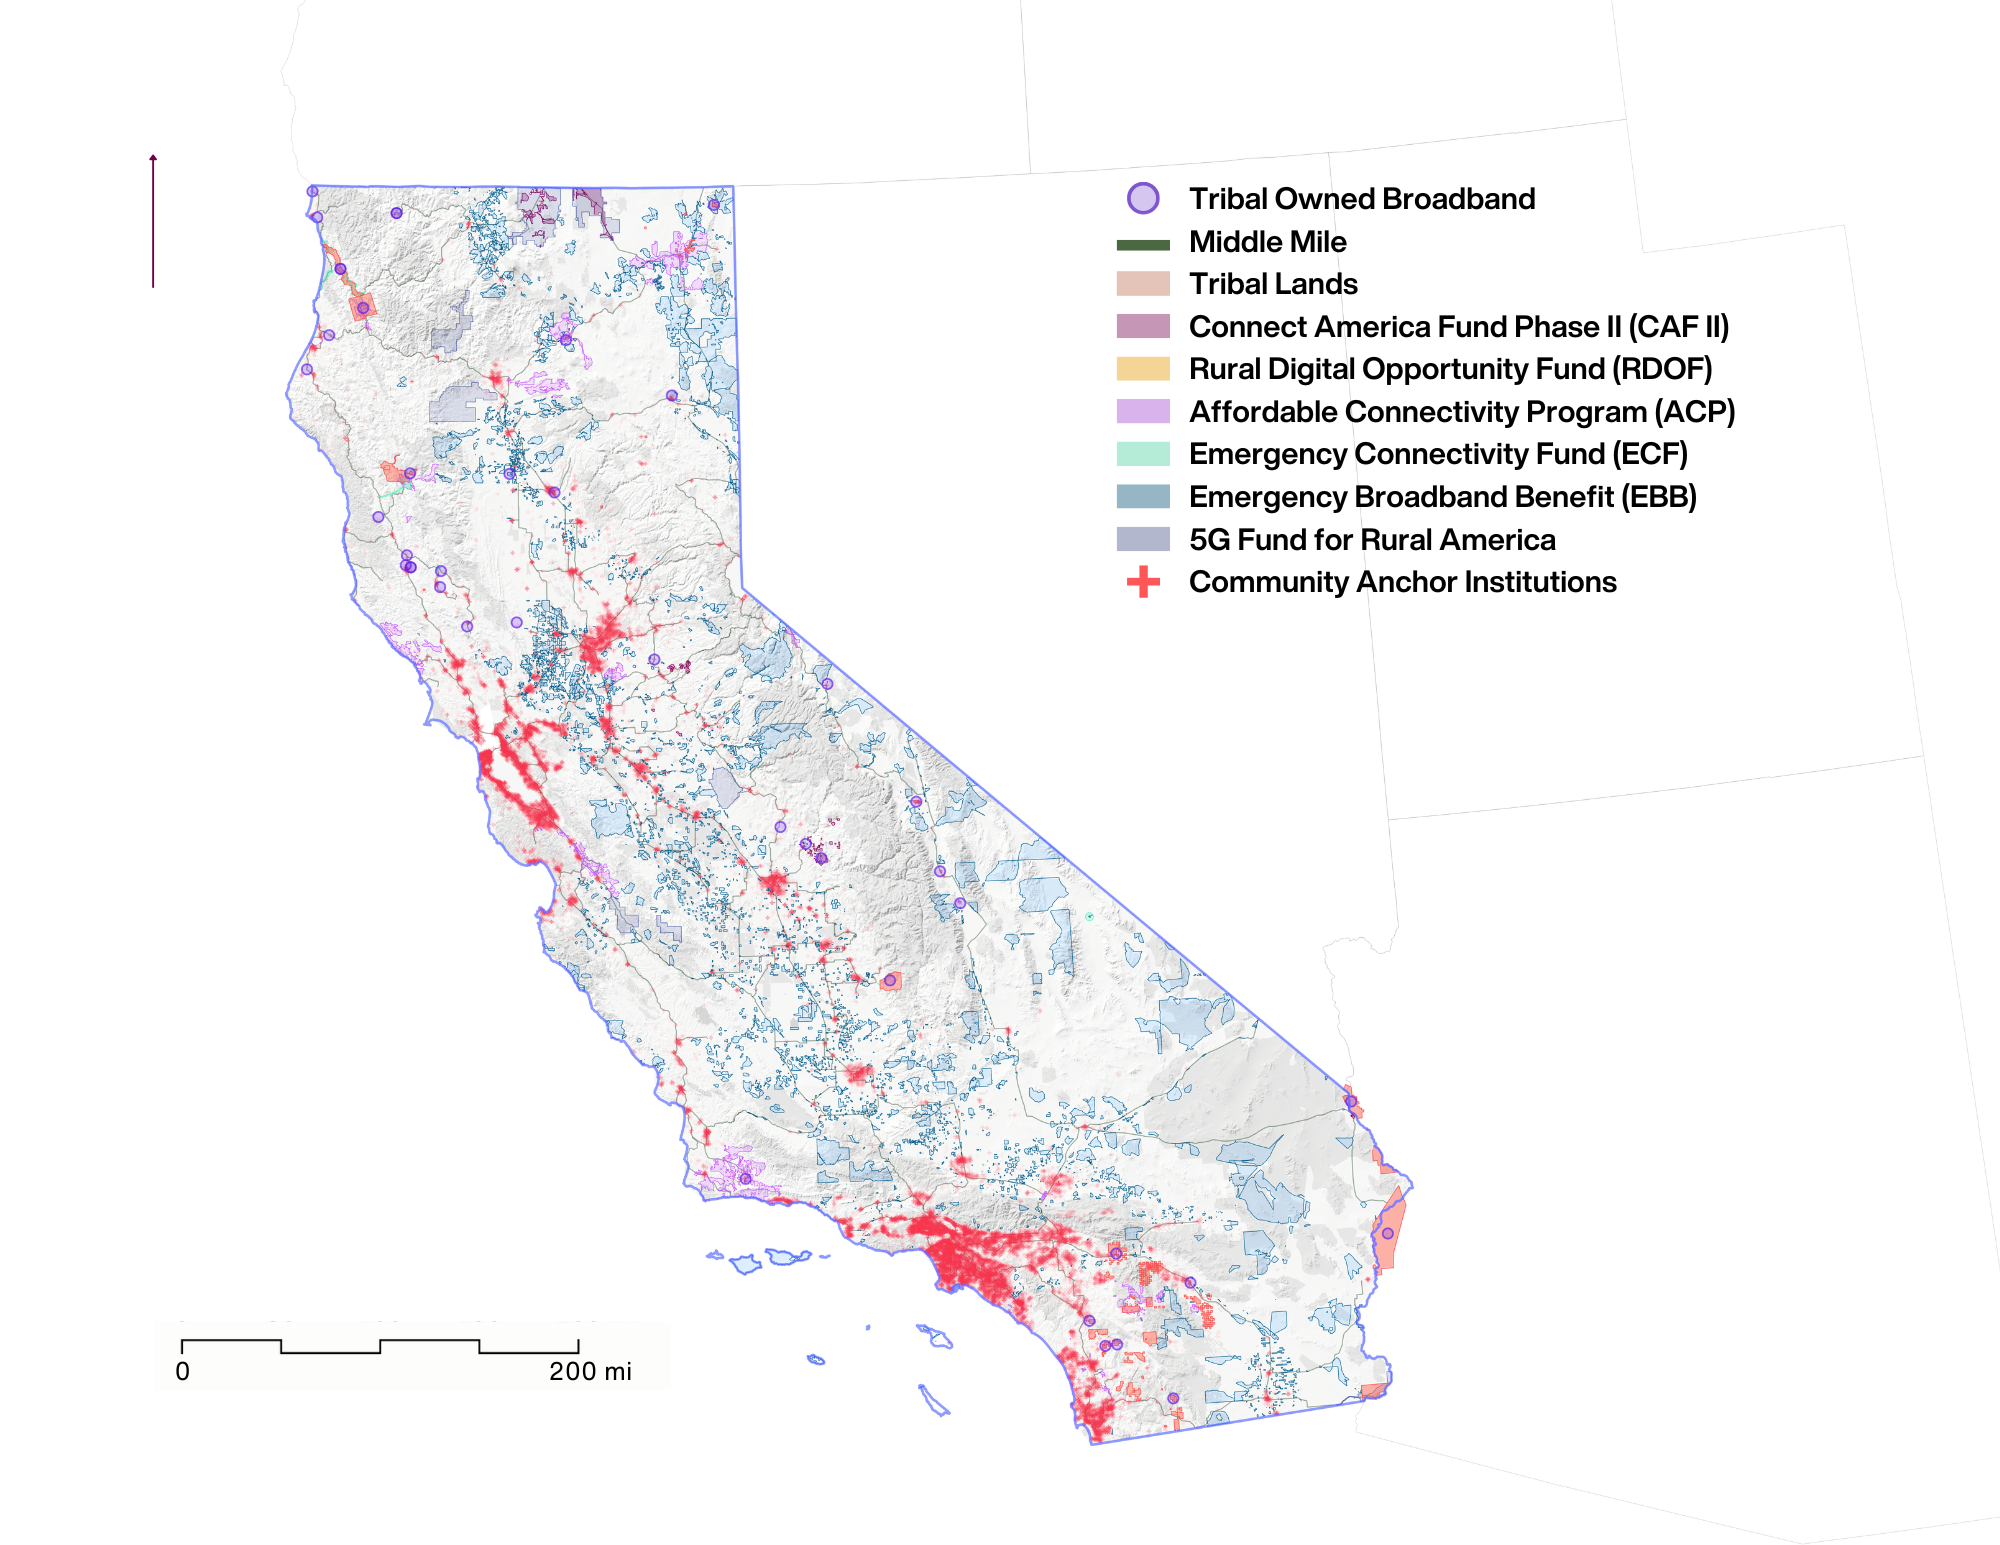 Tribal Owned Broadband
Middle Mile
Tribal Lands
Connect America Fund Phase II (CAF II)
Rural Digital Opportunity Fund (RDOF)
Affordable Connectivity Program (ACP)
Emergency Connectivity Fund (ECF)
Emergency Broadband Benefit (EBB)
5G Fund for Rural America
Community Anchor Institutions
0 200 mi